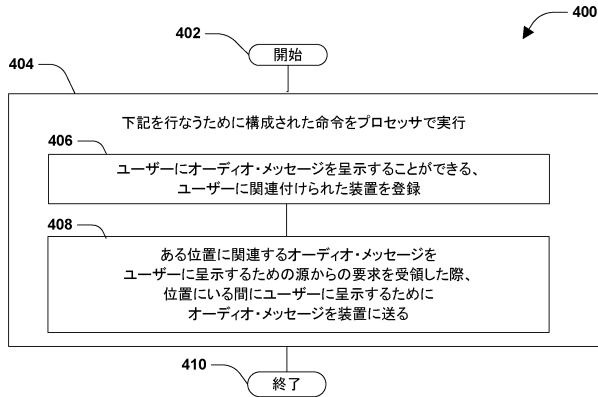 400
402
開始
404
下記を行なうために構成された命令をプロセッサで実行
406
ユーザーにオーディオ・メッセージを呈示することができる、
ユーザーに関連付けられた装置を登録
408
ある位置に関連するオーディオ・メッセージを
ユーザーに呈示するための源からの要求を受領した際、
位置にいる間にユーザーに呈示するために
オーディオ・メッセージを装置に送る
410
終了